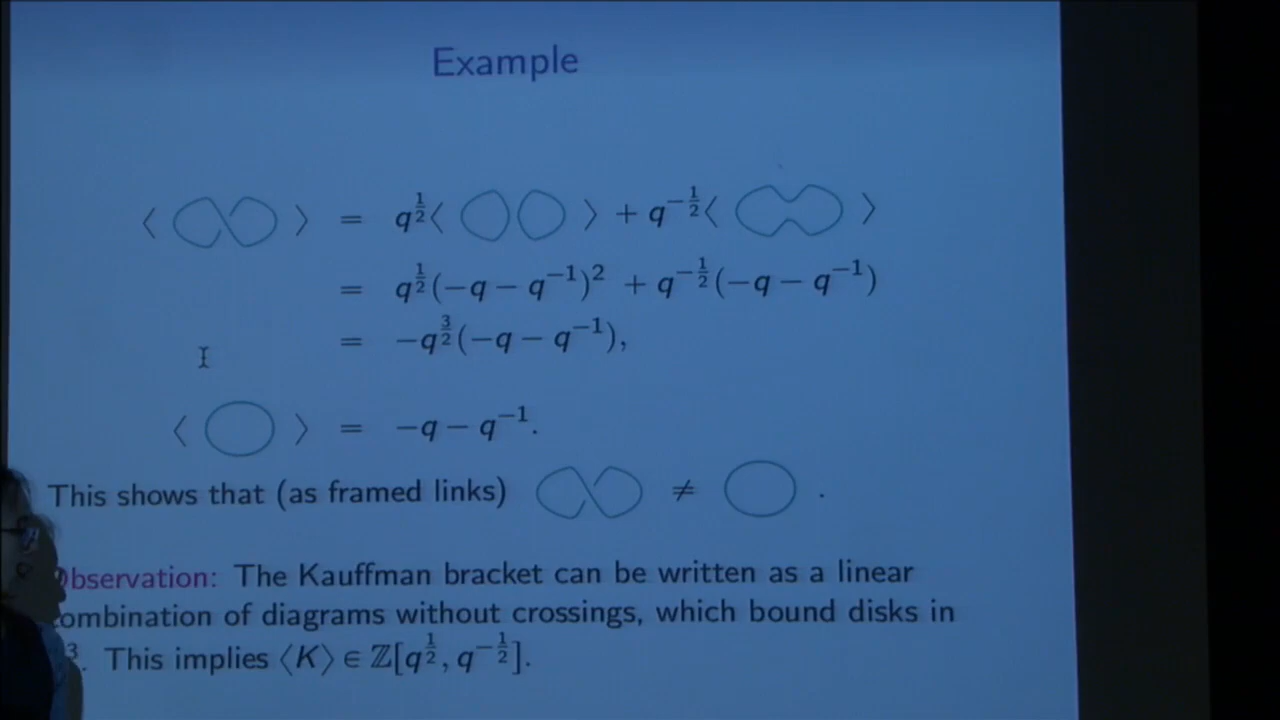 Example
⟨ ⟩ = q^{1/2}⟨ ⟩ + q^{-1/2}⟨ ⟩
= q^{1/2}(−q − q^{−1})^2 + q^{-1/2}(−q − q^{−1})
= −q^{3/2}(−q − q^{−1}),
⟨ ⟩ = −q − q^{−1}.
This shows that (as framed links) ≠ .
bservation: The Kauffman bracket can be written as a linear
ombination of diagrams without crossings, which bound disks in
3. This implies ⟨K⟩ ∈ ℤ[q^{1/2}, q^{-1/2}].